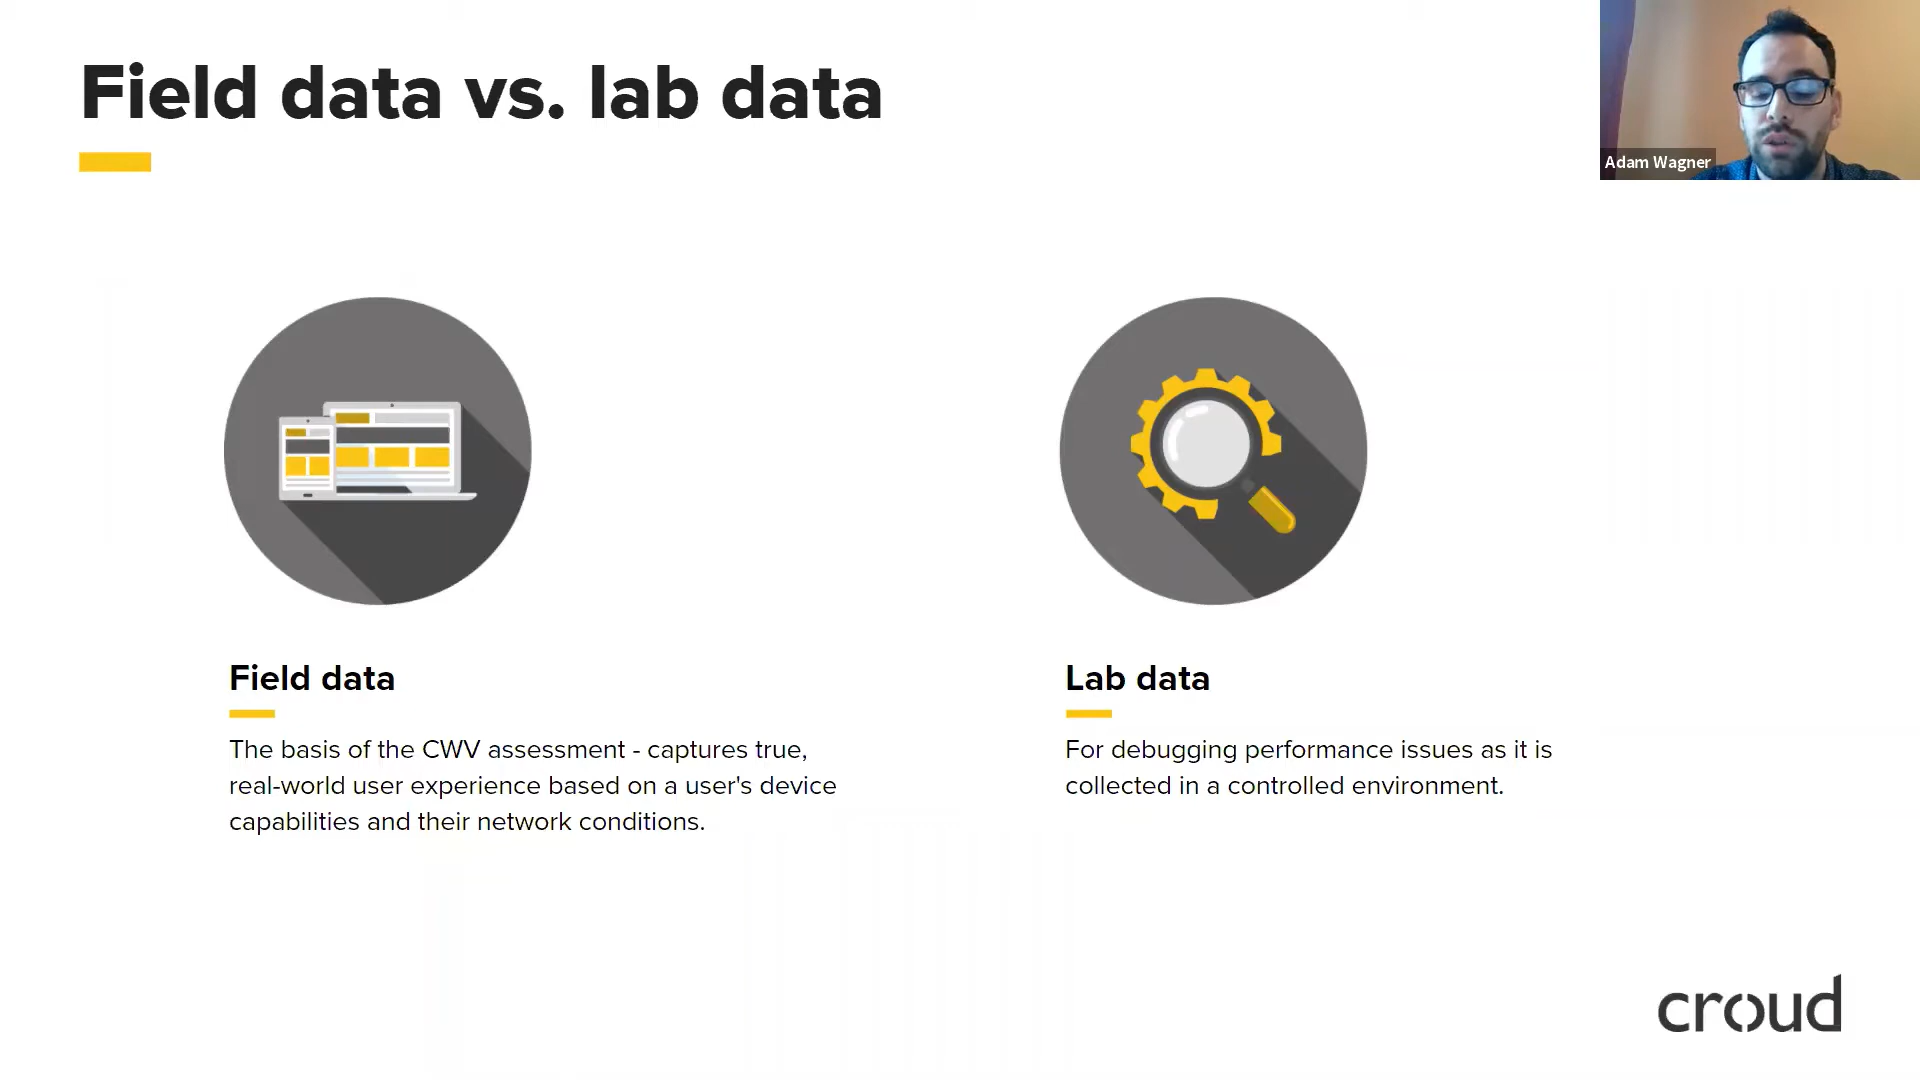 Field data vs. lab data
Adam Wagner
Field data
The basis of the CWV assessment - captures true,
real-world user experience based on a user's device
capabilities and their network conditions.
Lab data
For debugging performance issues as it is
collected in a controlled environment.
croud